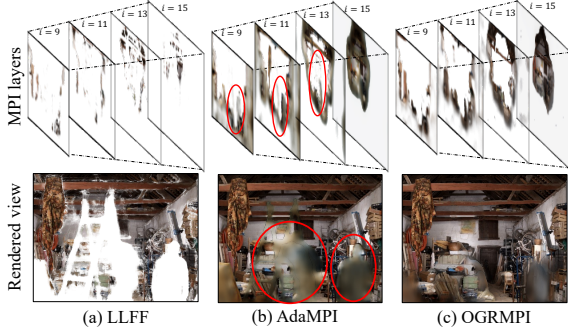 MPI layers
i = 9
i = 11
i = 13
i = 15
i = 9
i = 11
i = 13
i = 15
i = 9
i = 11
i = 13
i = 15
Rendered view
(a) LLFF
(b) AdaMPI
(c) OGRMPI